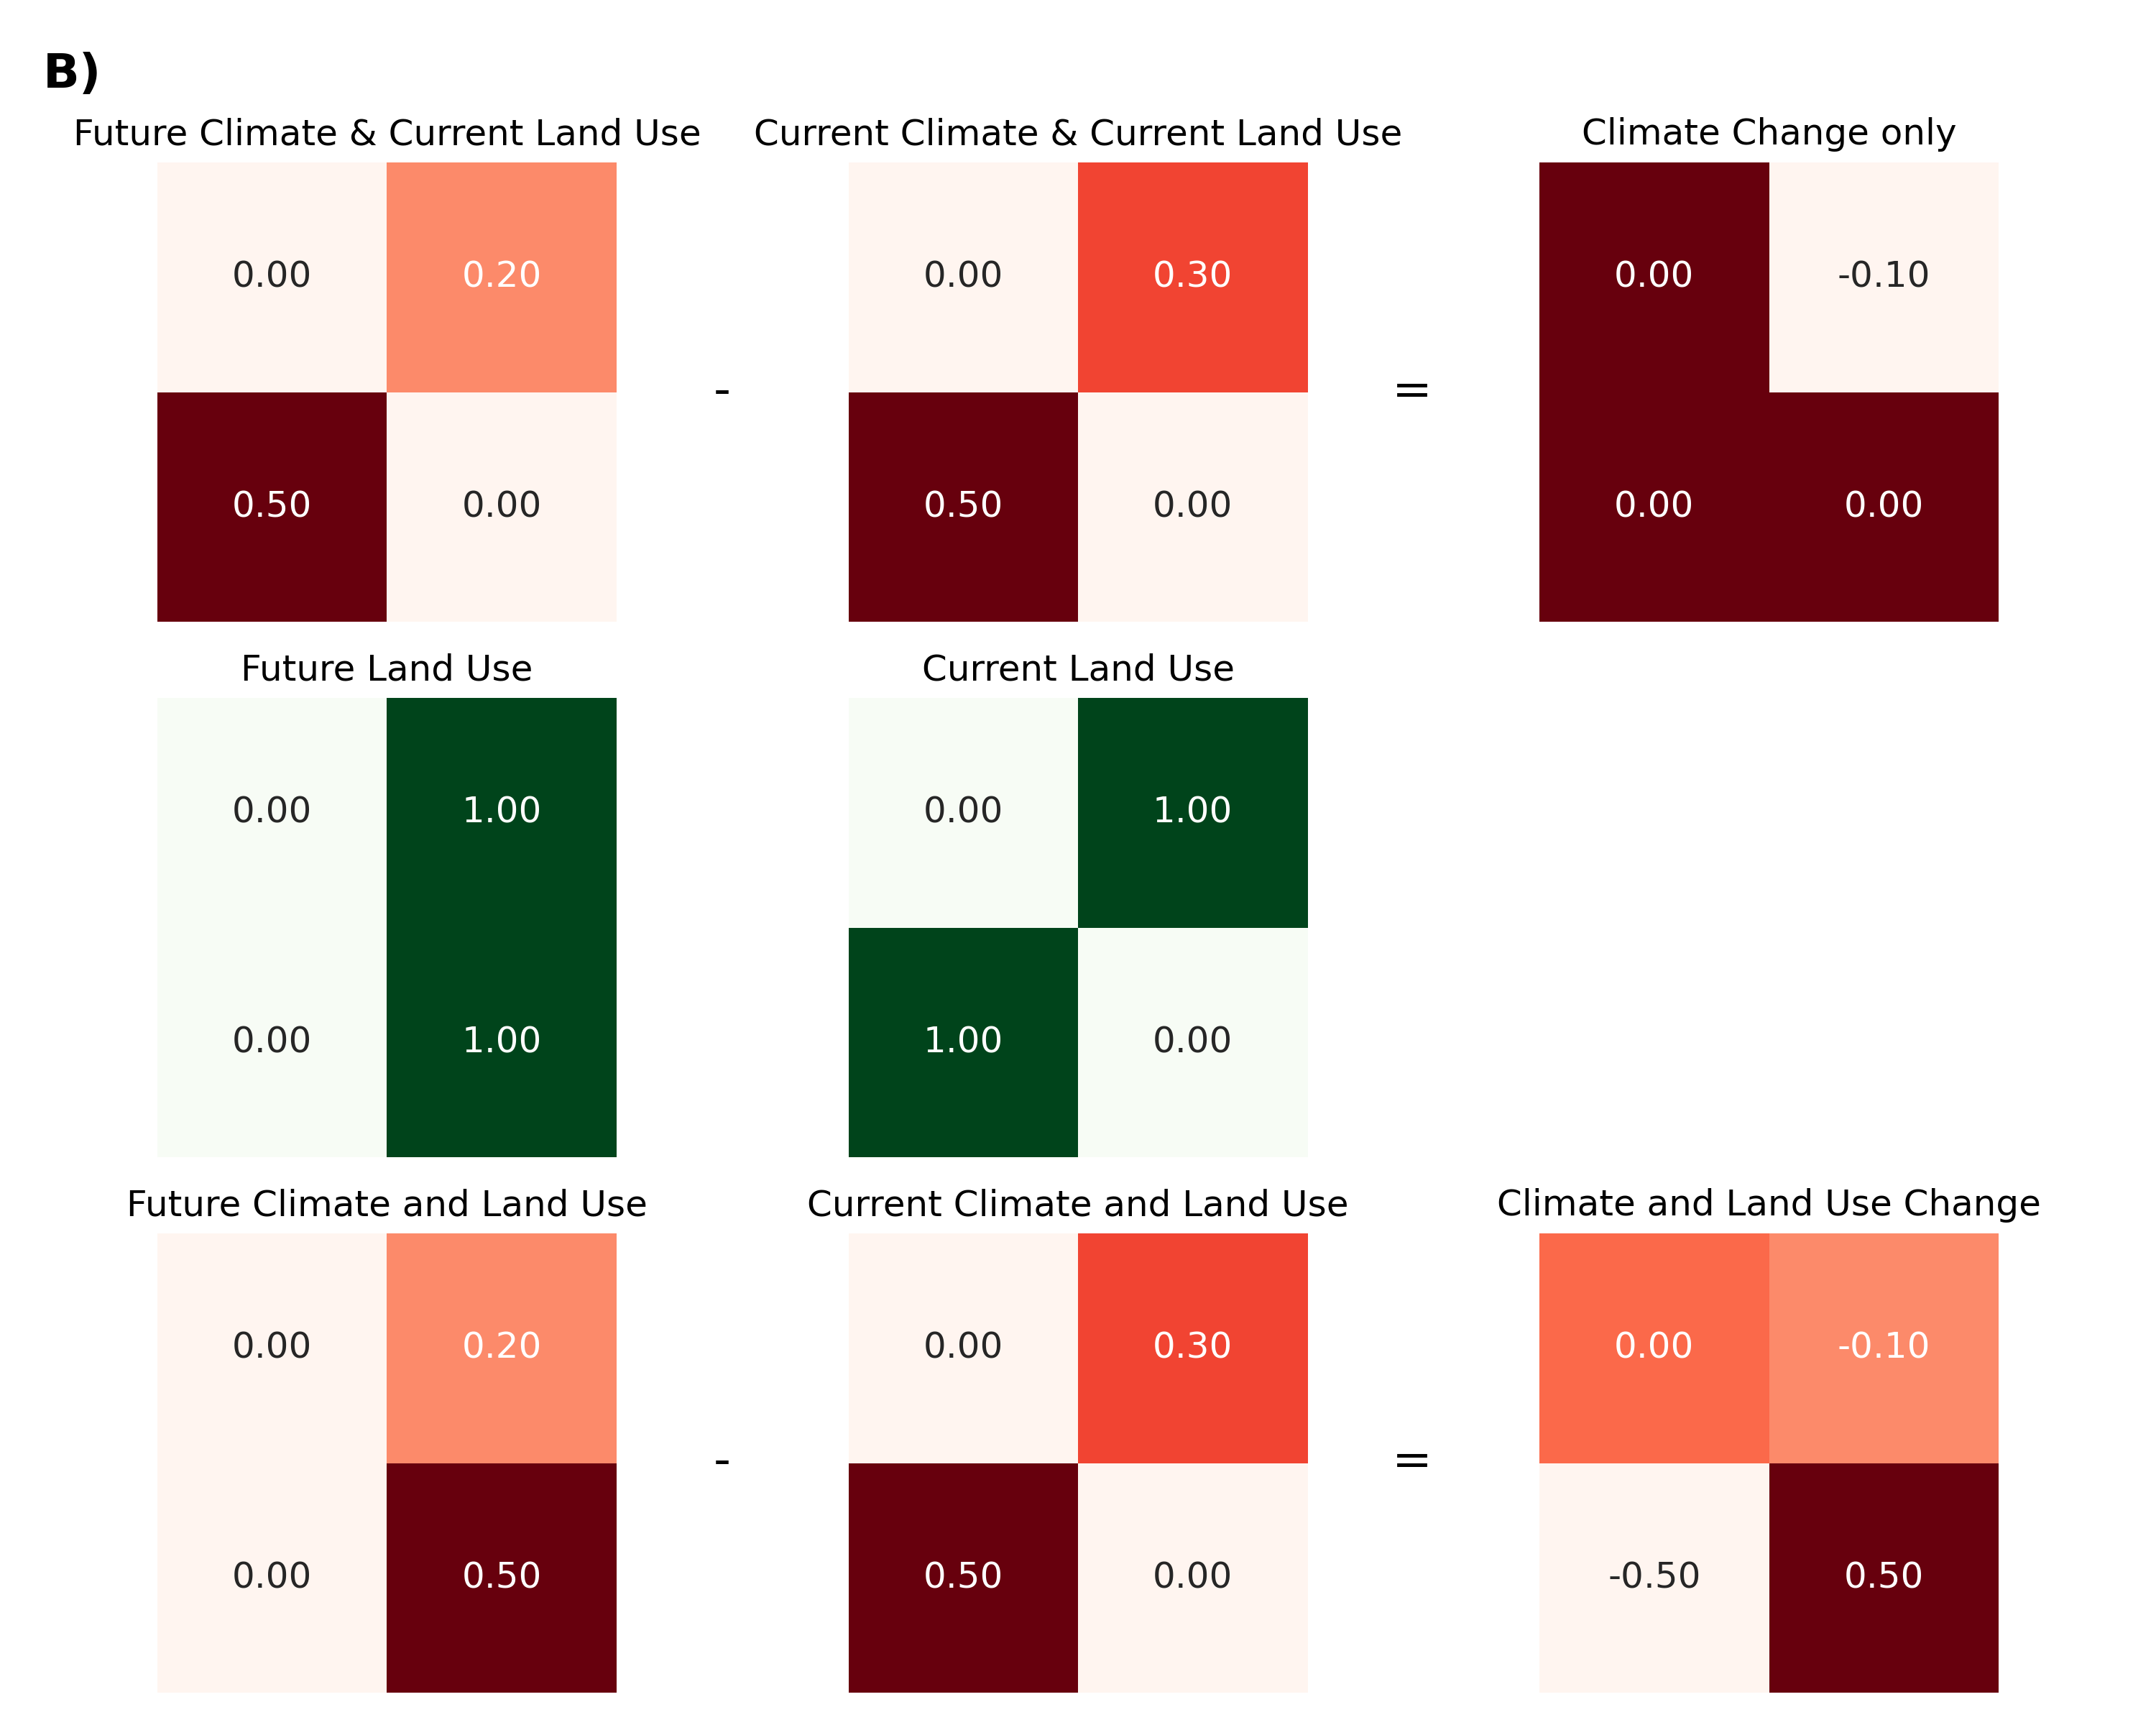 B)
Future Climate & Current Land Use Current Climate & Current Land Use Climate Change only
0.00 0.20 0.00 0.30 0.00 -0.10
- =
0.50 0.00 0.50 0.00 0.00 0.00
Future Land Use Current Land Use
0.00 1.00 0.00 1.00
0.00 1.00 1.00 0.00
Future Climate and Land Use Current Climate and Land Use Climate and Land Use Change
0.00 0.20 0.00 0.30 0.00 -0.10
- =
0.00 0.50 0.50 0.00 -0.50 0.50